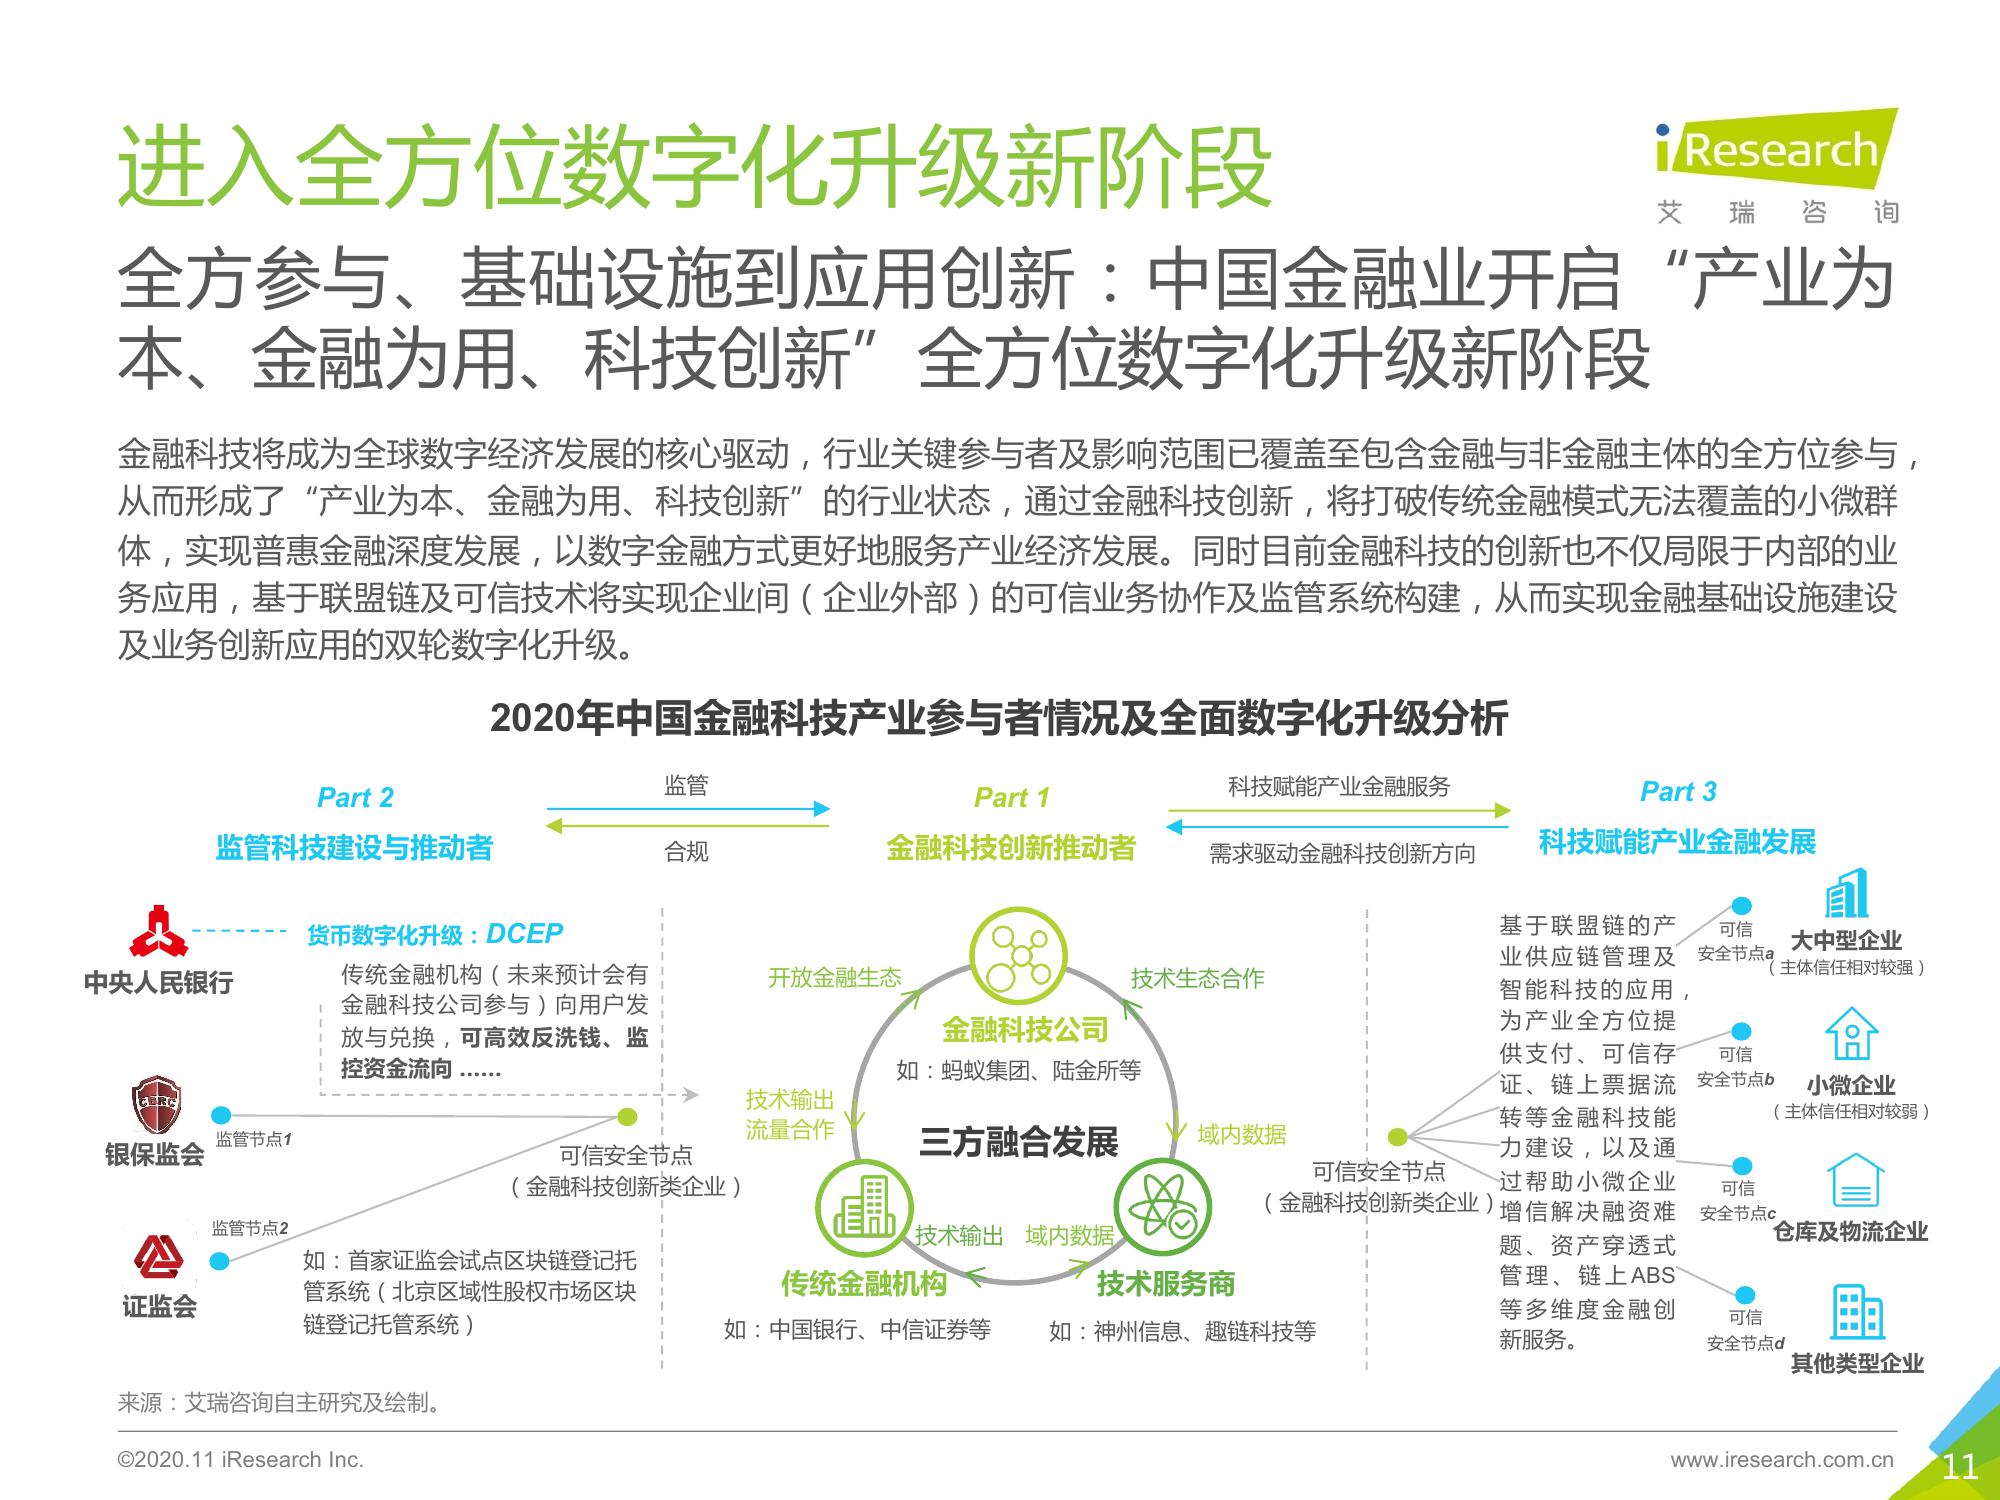 进入全方位数字化升级新阶段
iResearch
艾瑞咨询
全方参与、基础设施到应用创新：中国金融业开启“产业为
本、金融为用、科技创新”全方位数字化升级新阶段
金融科技将成为全球数字经济发展的核心驱动，行业关键参与者及影响范围已覆盖至包含金融与非金融主体的全方位参与，
从而形成了“产业为本、金融为用、科技创新”的行业状态，通过金融科技创新，将打破传统金融模式无法覆盖的小微群
体，实现普惠金融深度发展，以数字金融方式更好地服务产业经济发展。同时目前金融科技的创新也不仅局限于内部的业
务应用，基于联盟链及可信技术将实现企业间（企业外部）的可信业务协作及监管系统构建，从而实现金融基础设施建设
及业务创新应用的双轮数字化升级。
2020年中国金融科技产业参与者情况及全面数字化升级分析
Part 2
监管科技建设与推动者
监管
合规
Part 1
金融科技创新推动者
科技赋能产业金融服务
需求驱动金融科技创新方向
Part 3
科技赋能产业金融发展
中央人民银行
货币数字化升级：DCEP
传统金融机构（未来预计会有
金融科技公司参与）向用户发
放与兑换，可高效反洗钱、监
控资金流向 ......
CBRC
银保监会
监管节点1
可信安全节点
（金融科技创新类企业）
证监会
监管节点2
如：首家证监会试点区块链登记托
管系统（北京区域性股权市场区块
链登记托管系统）
开放金融生态
技术生态合作
金融科技公司
如：蚂蚁集团、陆金所等
技术输出
流量合作
三方融合发展
域内数据
技术输出
域内数据
传统金融机构
技术服务商
如：中国银行、中信证券等
如：神州信息、趣链科技等
可信安全节点
（金融科技创新类企业）
基于联盟链的产
业供应链管理及
智能科技的应用，
为产业全方位提
供支付、可信存
证、链上票据流
转等金融科技能
力建设，以及通
过帮助小微企业
增信解决融资难
题、资产穿透式
管理、链上ABS
等多维度金融创
新服务。
可信
安全节点a
大中型企业
（主体信任相对较强）
可信
安全节点b
小微企业
（主体信任相对较弱）
可信
安全节点c
仓库及物流企业
可信
安全节点d
其他类型企业
来源：艾瑞咨询自主研究及绘制。
©2020.11 iResearch Inc.
www.iresearch.com.cn
11